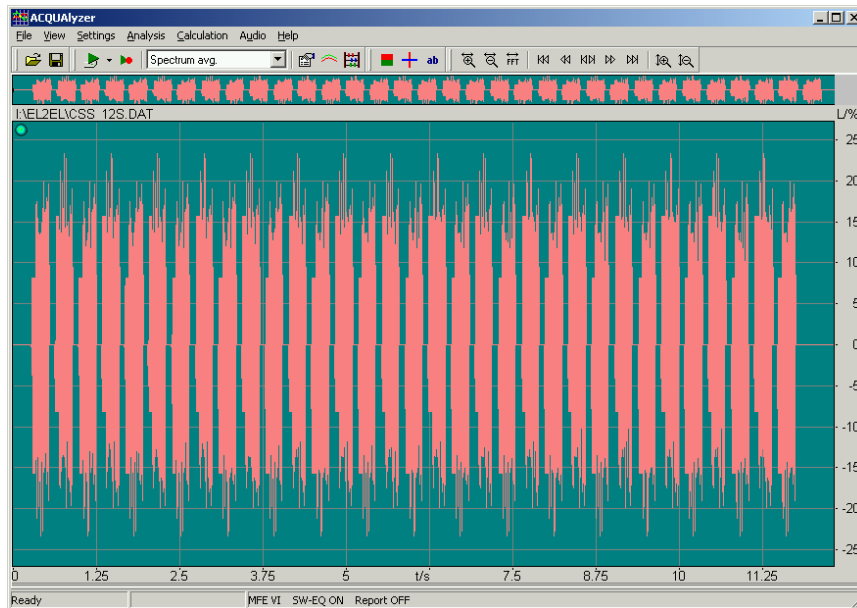 ACQUAlyzer
File View Settings Analysis Calculation Audio Help
Spectrum avg. ab FFT
I:\EL2EL\CSS_12S.DAT L/%
25
20
15
10
5
0
-5
-10
-15
-20
-25
0 1.25 2.5 3.75 5 t/s 7.5 8.75 10 11.25
Ready MFE VI SW-EQ ON Report OFF